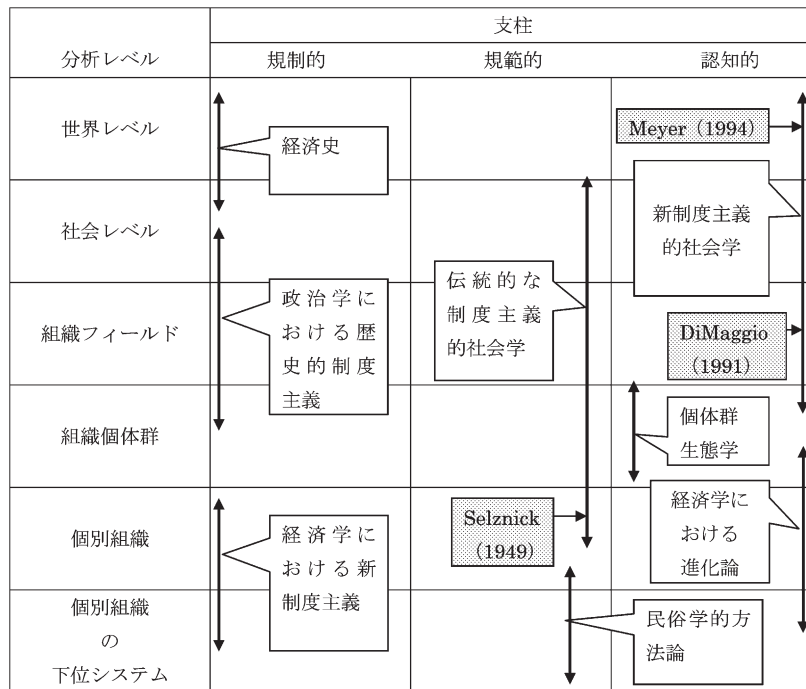 支柱
分析レベル
規制的
規範的
認知的
世界レベル
経済史
Meyer（1994）
社会レベル
新制度主義
的社会学
組織フィールド
政治学に
おける歴
史的制度
主義
伝統的な
制度主義
的社会学
DiMaggio
（1991）
組織個体群
個体群
生態学
個別組織
経済学に
おける新
制度主義
Selznick
（1949）
経済学に
おける
進化論
個別組織
の
下位システム
民俗学的方
法論